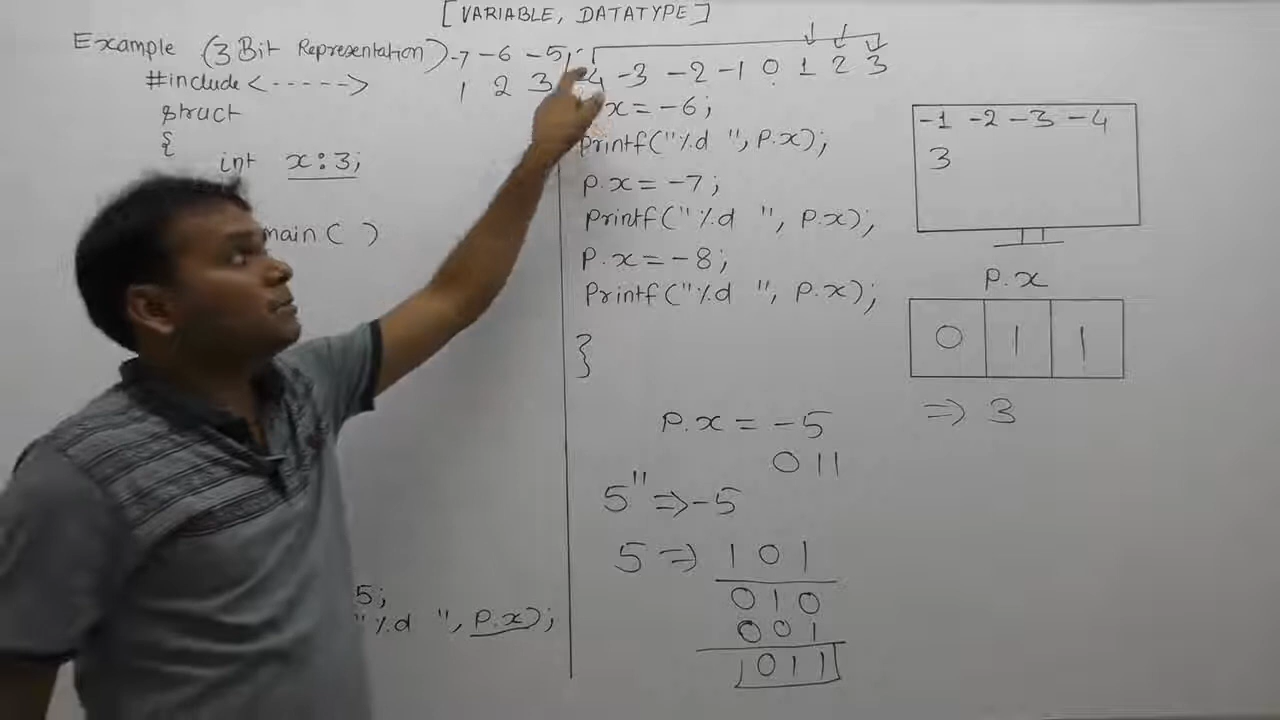 [VARIABLE, DATATYPE]
Example (3 Bit Representation) -7 -6 -5
1 2 3 -4 -3 -2 -1 0 1 2 3
#include <----->
struct
{
int x:3;
main( )
5;
"%d ", P.x);
x = -6;
Printf("%d ", P.x);
P.x = -7;
Printf("%d ", P.x);
P.x = -8;
Printf("%d ", P.x);
}
P.x = -5
0 1 1
5" => -5
5 => 1 0 1
0 1 0
0 0 1
0 1 1
-1 -2 -3 -4
3
P.x
0 1 1
=> 3